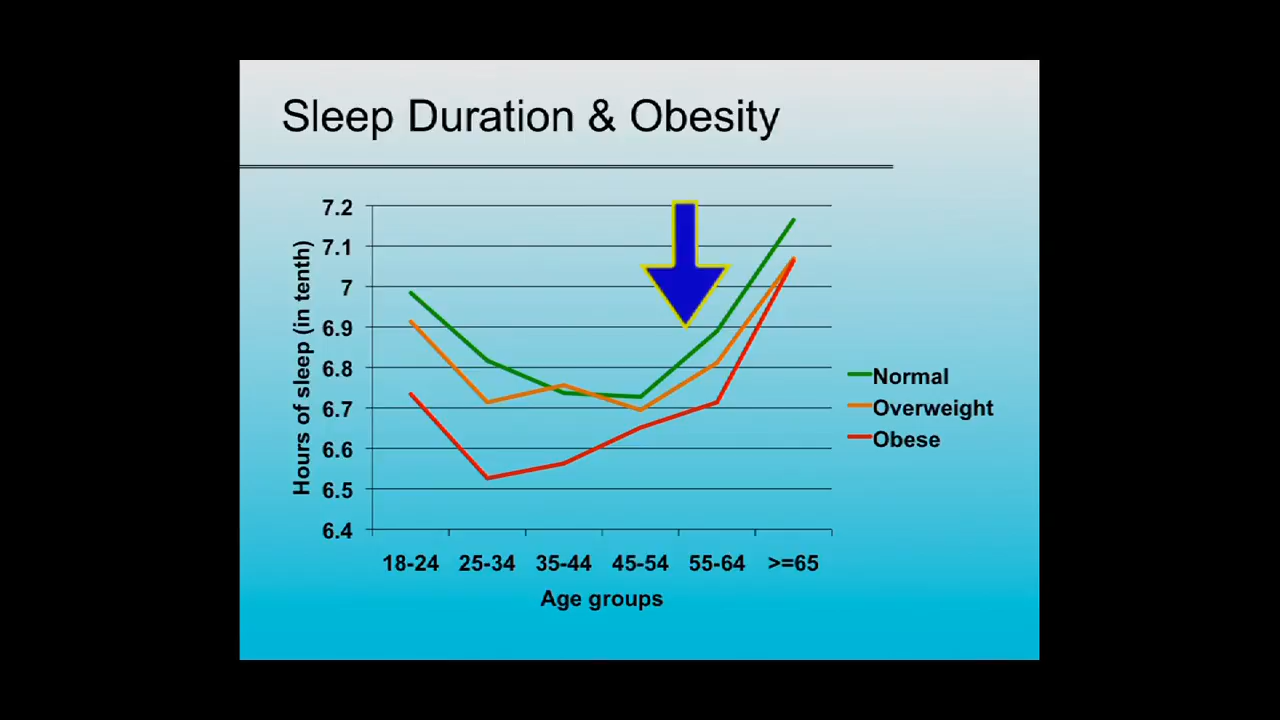 Sleep Duration & Obesity
7.2
7.1
7
6.9
6.8
6.7
6.6
6.5
6.4
Hours of sleep (in tenth)
18-24 25-34 35-44 45-54 55-64 >=65
Age groups
Normal
Overweight
Obese